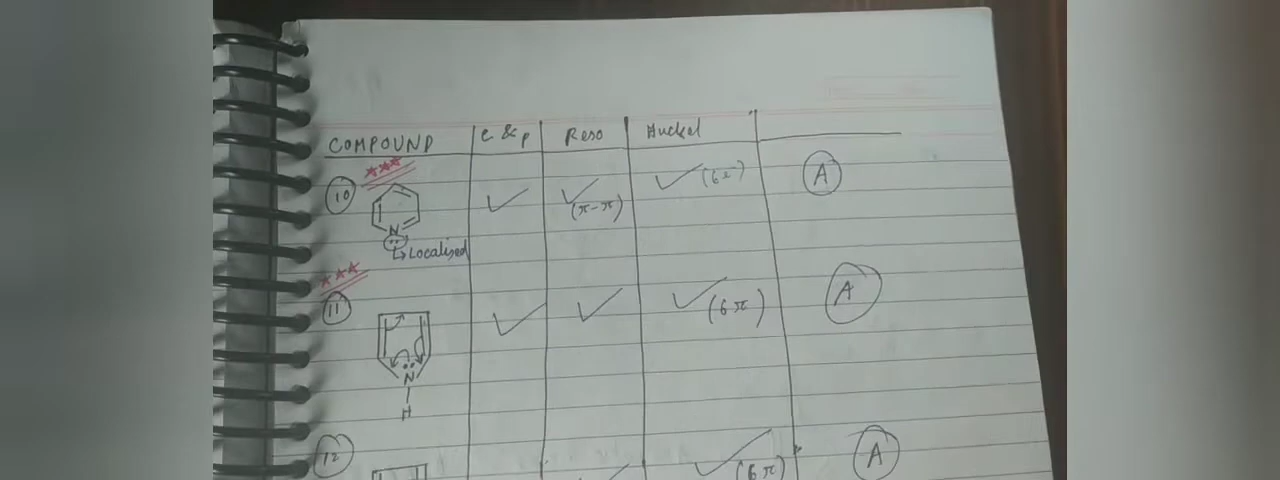 COMPOUND C & P Reso Huckel
***
10 ✓ ✓ ✓ (6π) A
(π-π)
N
Localised
***
11 ✓ ✓ ✓ (6π) A
N
H
12 ✓ ✓ (6π) A